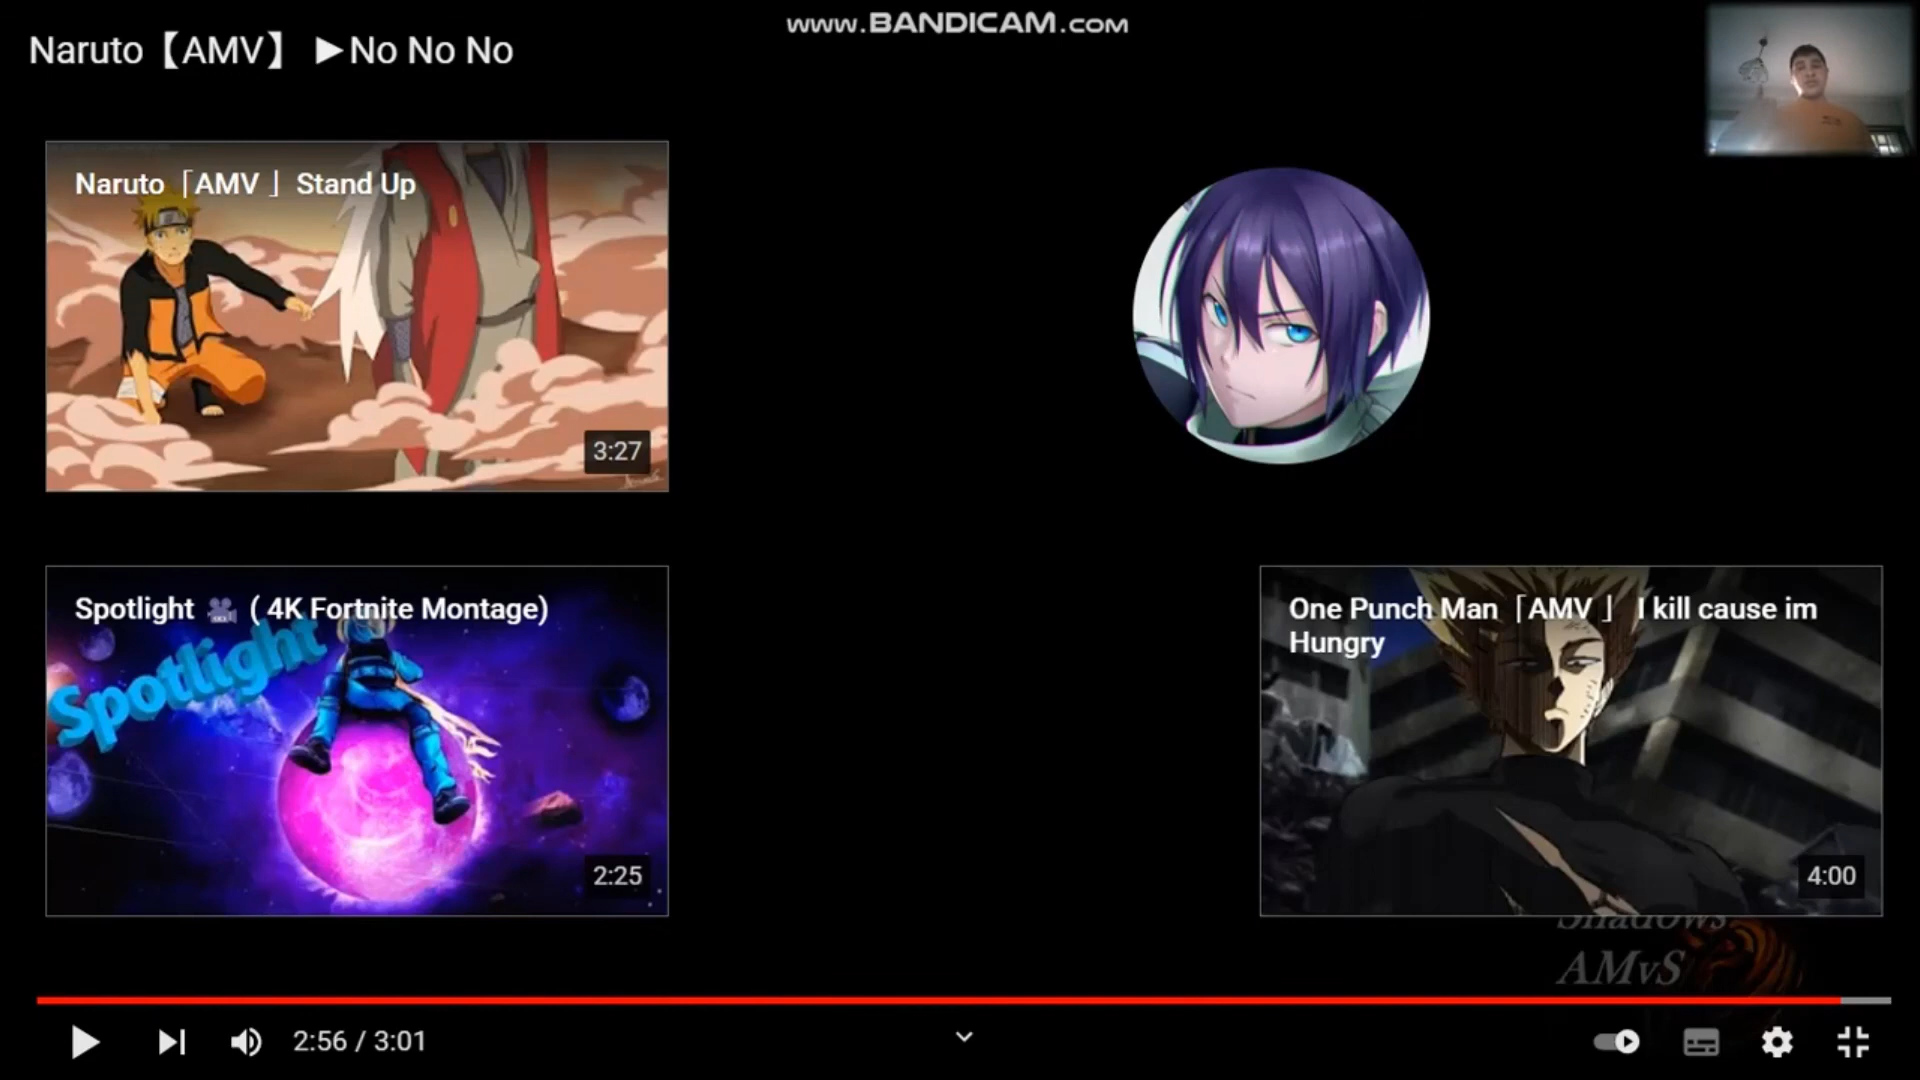 www.BANDICAM.com
Naruto【AMV】 ►No No No
Naruto「AMV 」 Stand Up
3:27
Spotlight 🎥 ( 4K Fortnite Montage)
Spotlight
2:25
One Punch Man「AMV 」 I kill cause im
Hungry
4:00
Shadows
AMvS
2:56 / 3:01